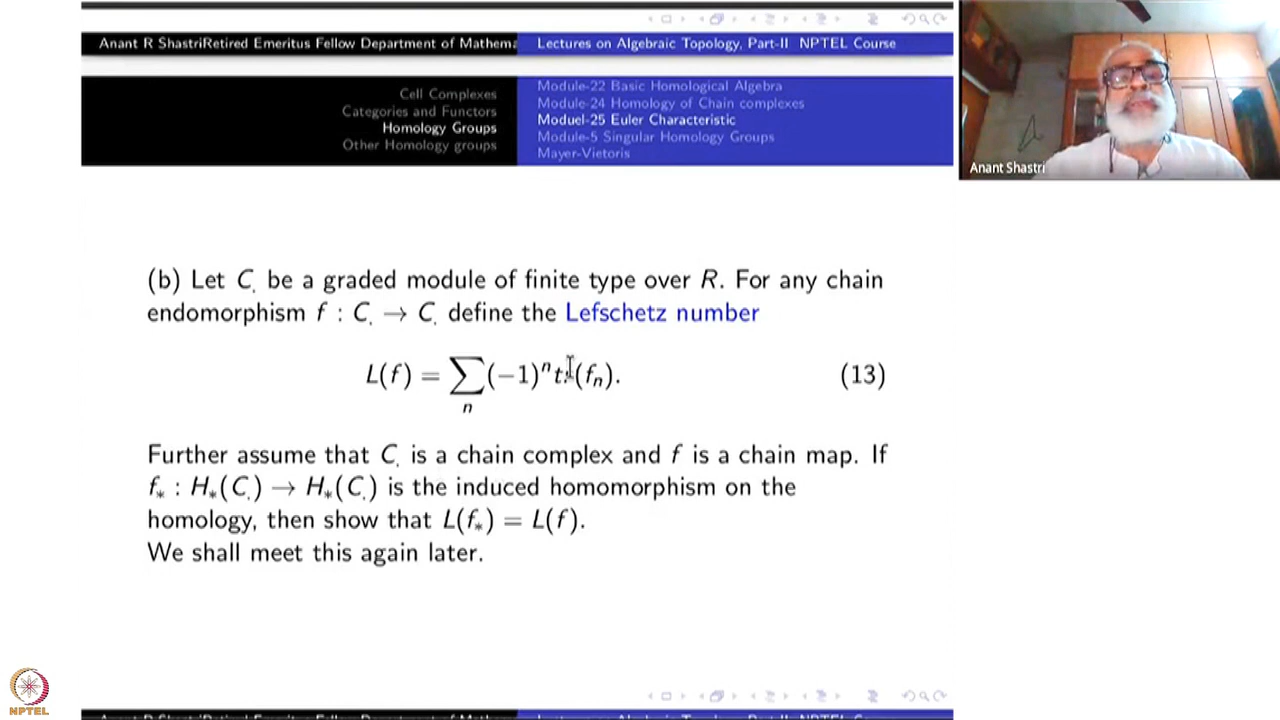 Anant R ShastriRetired Emeritus Fellow Department of Mathema
Lectures on Algebraic Topology, Part-II NPTEL Course
Cell Complexes
Categories and Functors
Homology Groups
Other Homology groups
Module-22 Basic Homological Algebra
Module-24 Homology of Chain complexes
Moduel-25 Euler Characteristic
Module-5 Singular Homology Groups
Mayer-Vietoris
Anant Shastri
(b) Let C. be a graded module of finite type over R. For any chain
endomorphism f : C. → C. define the Lefschetz number
L(f) = ∑ₙ (−1)ⁿtr(fₙ). (13)
Further assume that C. is a chain complex and f is a chain map. If
f∗ : H∗(C.) → H∗(C.) is the induced homomorphism on the
homology, then show that L(f∗) = L(f).
We shall meet this again later.
NPTEL